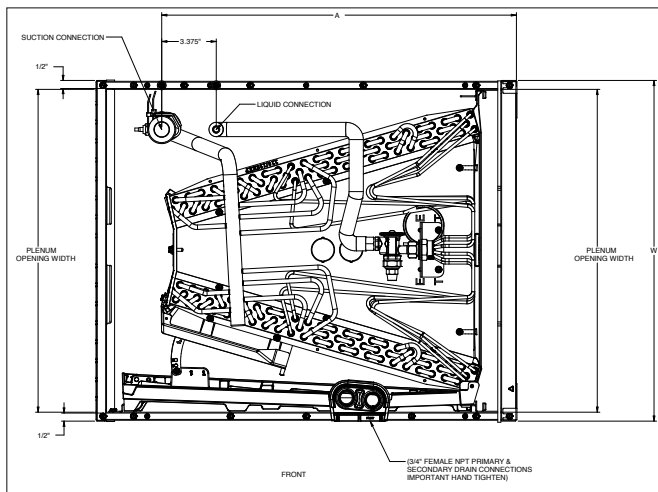 A
SUCTION CONNECTION
3.375"
1/2"
LIQUID CONNECTION
PLENUM
OPENING WIDTH
PLENUM
OPENING WIDTH
W
1/2"
(3/4" FEMALE NPT PRIMARY &
SECONDARY DRAIN CONNECTIONS
IMPORTANT HAND TIGHTEN)
FRONT